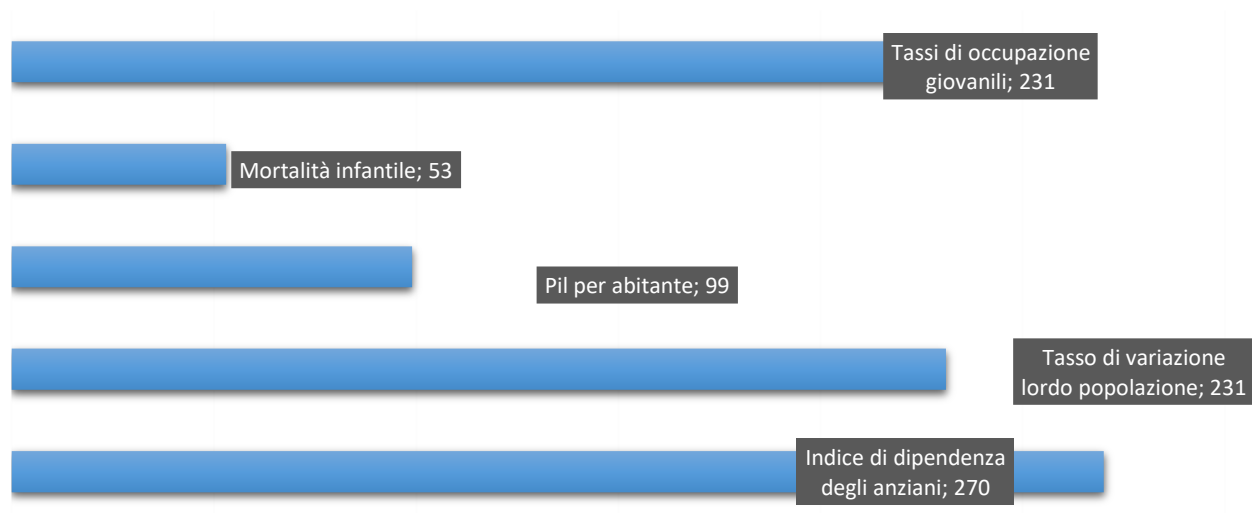 Tassi di occupazione
giovanili; 231
Mortalità infantile; 53
Pil per abitante; 99
Tasso di variazione
lordo popolazione; 231
Indice di dipendenza
degli anziani; 270